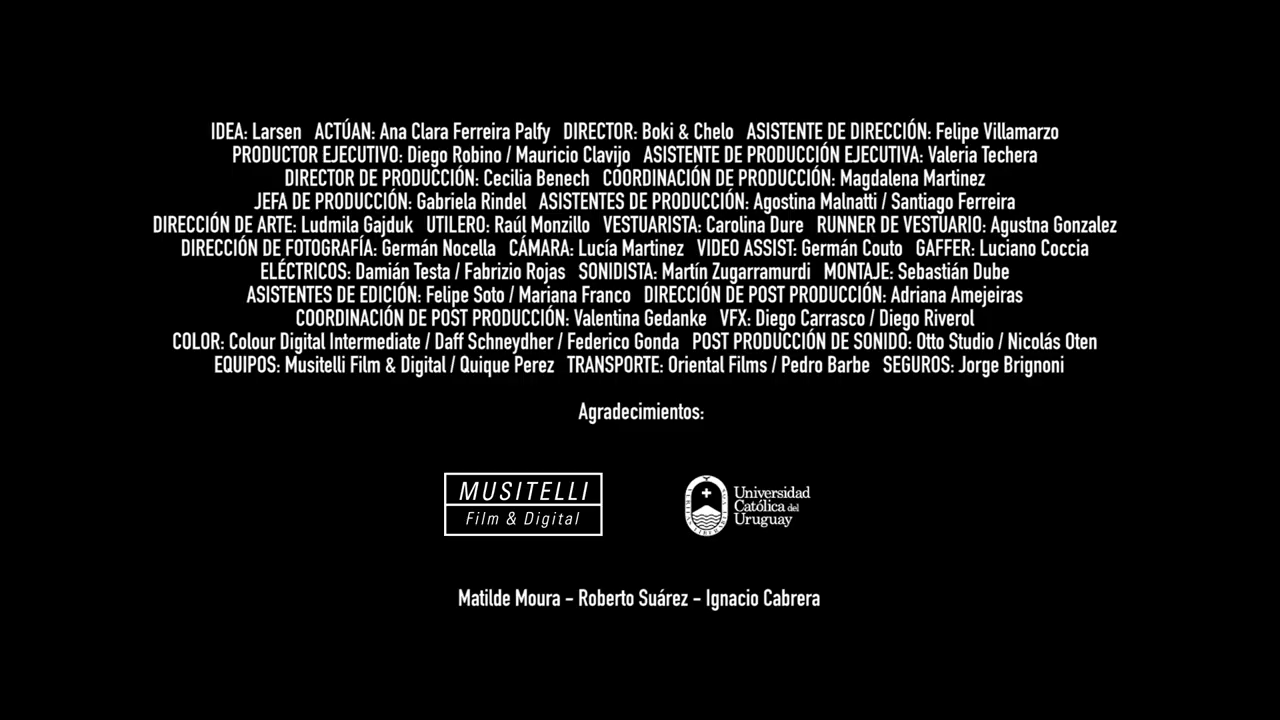 IDEA: Larsen ACTÚAN: Ana Clara Ferreira Palfy DIRECTOR: Boki & Chelo ASISTENTE DE DIRECCIÓN: Felipe Villamarzo
PRODUCTOR EJECUTIVO: Diego Robino / Mauricio Clavijo ASISTENTE DE PRODUCCIÓN EJECUTIVA: Valeria Techera
DIRECTOR DE PRODUCCIÓN: Cecilia Benech COORDINACIÓN DE PRODUCCIÓN: Magdalena Martinez
JEFA DE PRODUCCIÓN: Gabriela Rindel ASISTENTES DE PRODUCCIÓN: Agostina Malnatti / Santiago Ferreira
DIRECCIÓN DE ARTE: Ludmila Gajduk UTILERO: Raúl Monzillo VESTUARISTA: Carolina Dure RUNNER DE VESTUARIO: Agustna Gonzalez
DIRECCIÓN DE FOTOGRAFÍA: Germán Nocella CÁMARA: Lucía Martinez VIDEO ASSIST: Germán Couto GAFFER: Luciano Coccia
ELÉCTRICOS: Damián Testa / Fabrizio Rojas SONIDISTA: Martín Zugarramurdi MONTAJE: Sebastián Dube
ASISTENTES DE EDICIÓN: Felipe Soto / Mariana Franco DIRECCIÓN DE POST PRODUCCIÓN: Adriana Amejeiras
COORDINACIÓN DE POST PRODUCCIÓN: Valentina Gedanke VFX: Diego Carrasco / Diego Riverol
COLOR: Colour Digital Intermediate / Daff Schneydher / Federico Gonda POST PRODUCCIÓN DE SONIDO: Otto Studio / Nicolás Oten
EQUIPOS: Musitelli Film & Digital / Quique Perez TRANSPORTE: Oriental Films / Pedro Barbe SEGUROS: Jorge Brignoni
Agradecimientos:
MUSITELLI
Film & Digital
Universidad
Católica del
Uruguay
Matilde Moura - Roberto Suárez - Ignacio Cabrera